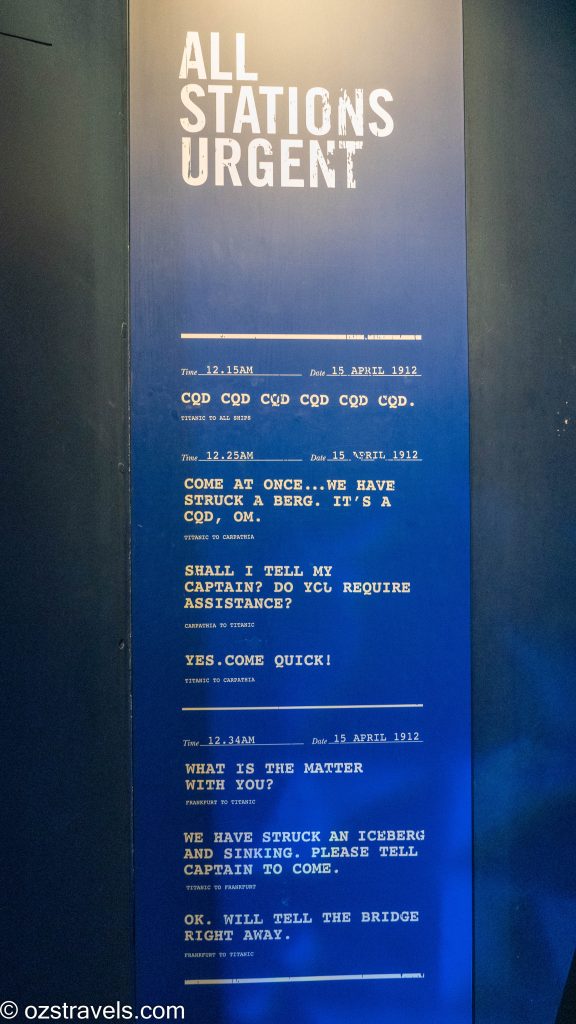 ALL
STATIONS
URGENT
Time 12.15AM Date 15 APRIL 1912
CQD CQD CQD CQD CQD CQD.
TITANIC TO ALL SHIPS
Time 12.25AM Date 15 APRIL 1912
COME AT ONCE...WE HAVE
STRUCK A BERG. IT'S A
CQD, OM.
TITANIC TO CARPATHIA
SHALL I TELL MY
CAPTAIN? DO YOU REQUIRE
ASSISTANCE?
CARPATHIA TO TITANIC
YES.COME QUICK!
TITANIC TO CARPATHIA
Time 12.34AM Date 15 APRIL 1912
WHAT IS THE MATTER
WITH YOU?
FRANKFURT TO TITANIC
WE HAVE STRUCK AN ICEBERG
AND SINKING. PLEASE TELL
CAPTAIN TO COME.
TITANIC TO FRANKFURT
OK. WILL TELL THE BRIDGE
RIGHT AWAY.
FRANKFURT TO TITANIC
© ozstravels.com